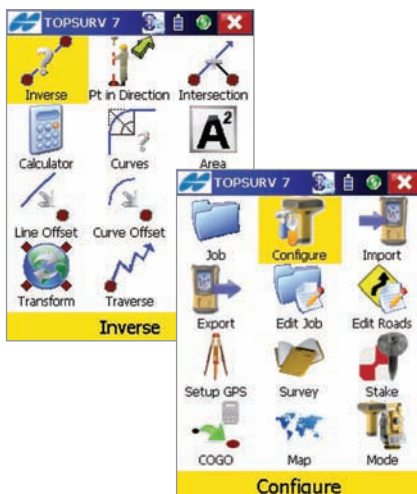 TOPSURV 7
Inverse
Pt in Direction
Intersection
Calculator
Curves
A²
Area
Line Offset
Curve Offset
Transform
Traverse
Inverse
TOPSURV 7
Job
Configure
Import
Export
Edit Job
Edit Roads
Setup GPS
Survey
Stake
COGO
Map
Mode
Configure